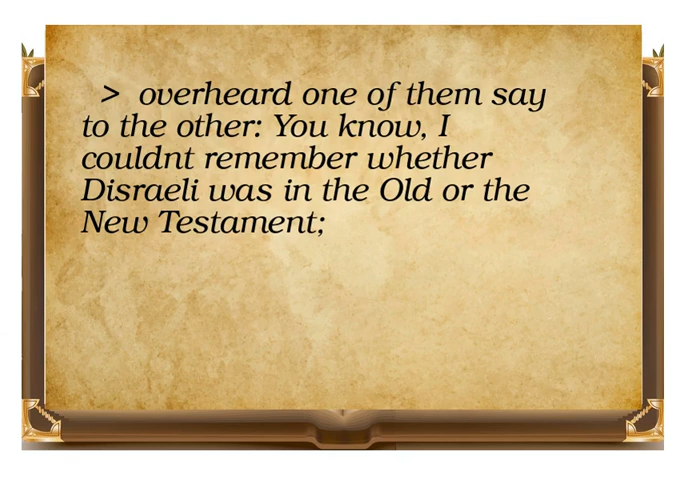 > overheard one of them say
to the other: You know, I
couldnt remember whether
Disraeli was in the Old or the
New Testament;